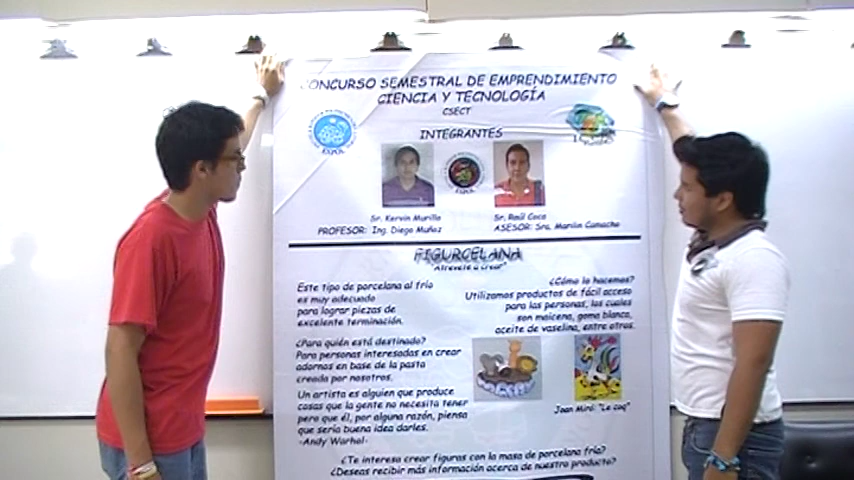 CONCURSO SEMESTRAL DE EMPRENDIMIENTO
CIENCIA Y TECNOLOGÍA
CSECT
INTEGRANTES
ESPOL
ESPOL
Sr. Kervin Murillo
Sr. Raúl Coca
PROFESOR: Ing. Diego Muñoz
ASESOR: Sra. Marilin Camacho
FIGURCELANA
"Atrévete a crear"
Este tipo de porcelana al frío
es muy adecuado
para lograr piezas de
excelente terminación.
¿Cómo lo hacemos?
Utilizamos productos de fácil acceso
para las personas, los cuales
son maicena, goma blanca,
aceite de vaselina, entre otros.
¿Para quién está destinado?
Para personas interesadas en crear
adornos en base de la pasta
creada por nosotros.
Un artista es alguien que produce
cosas que la gente no necesita tener
pero que él, por alguna razón, piensa
que sería buena idea darles.
-Andy Warhol-
Joan Miró: "Le coq"
¿Te interesa crear figuras con la masa de porcelana fría?
¿Deseas recibir más información acerca de nuestro producto?